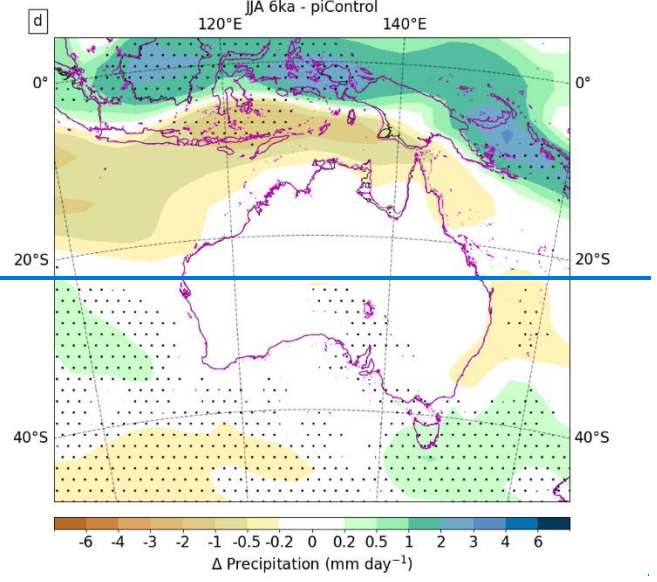 JJA 6ka - piControl
d
120°E 140°E
0° 0°
20°S 20°S
40°S 40°S
-6 -4 -3 -2 -1 -0.5 -0.2 0 0.2 0.5 1 2 3 4 6
Δ Precipitation (mm day⁻¹)